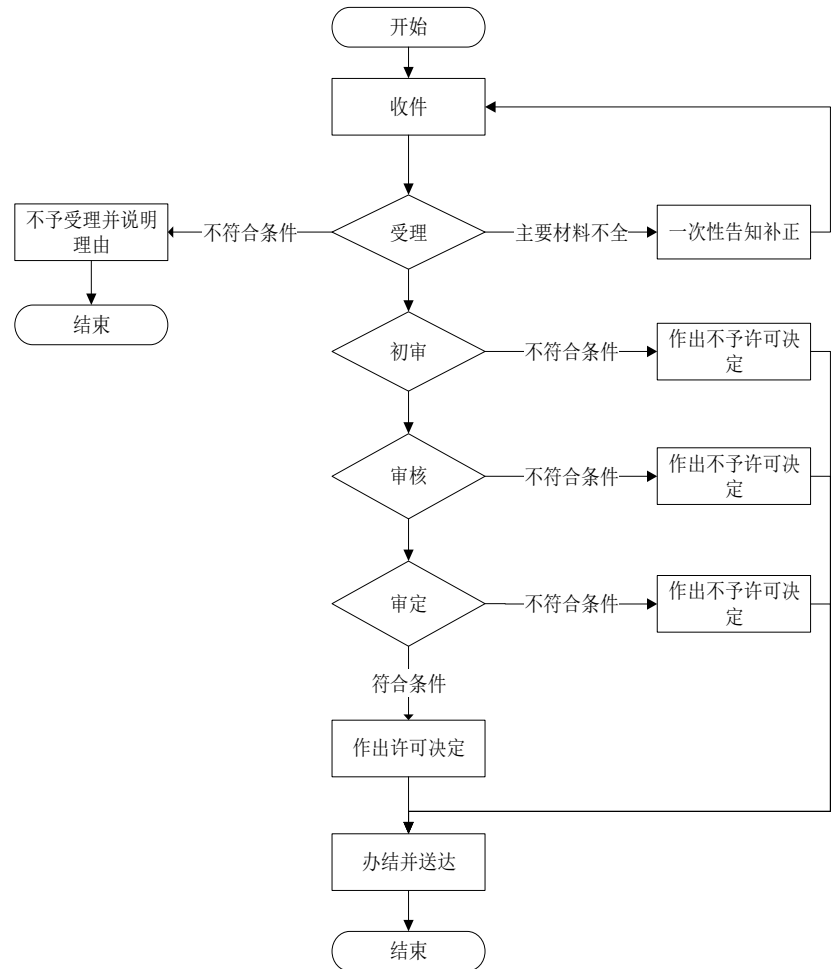 开始
收件
不予受理并说明
理由
不符合条件
受理
主要材料不全
一次性告知补正
结束
初审
不符合条件
作出不予许可决
定
审核
不符合条件
作出不予许可决
定
审定
不符合条件
作出不予许可决
定
符合条件
作出许可决定
办结并送达
结束